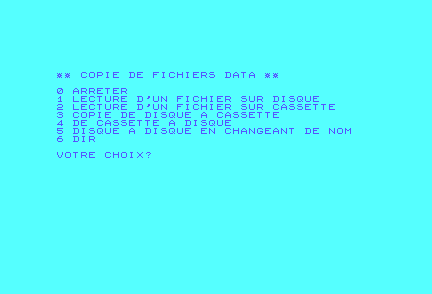 ** COPIE DE FICHIERS DATA **
0 ARRETER
1 LECTURE D'UN FICHIER SUR DISQUE
2 LECTURE D'UN FICHIER SUR CASSETTE
3 COPIE DE DISQUE A CASSETTE
4 DE CASSETTE A DISQUE
5 DISQUE A DISQUE EN CHANGEANT DE NOM
6 DIR
VOTRE CHOIX?